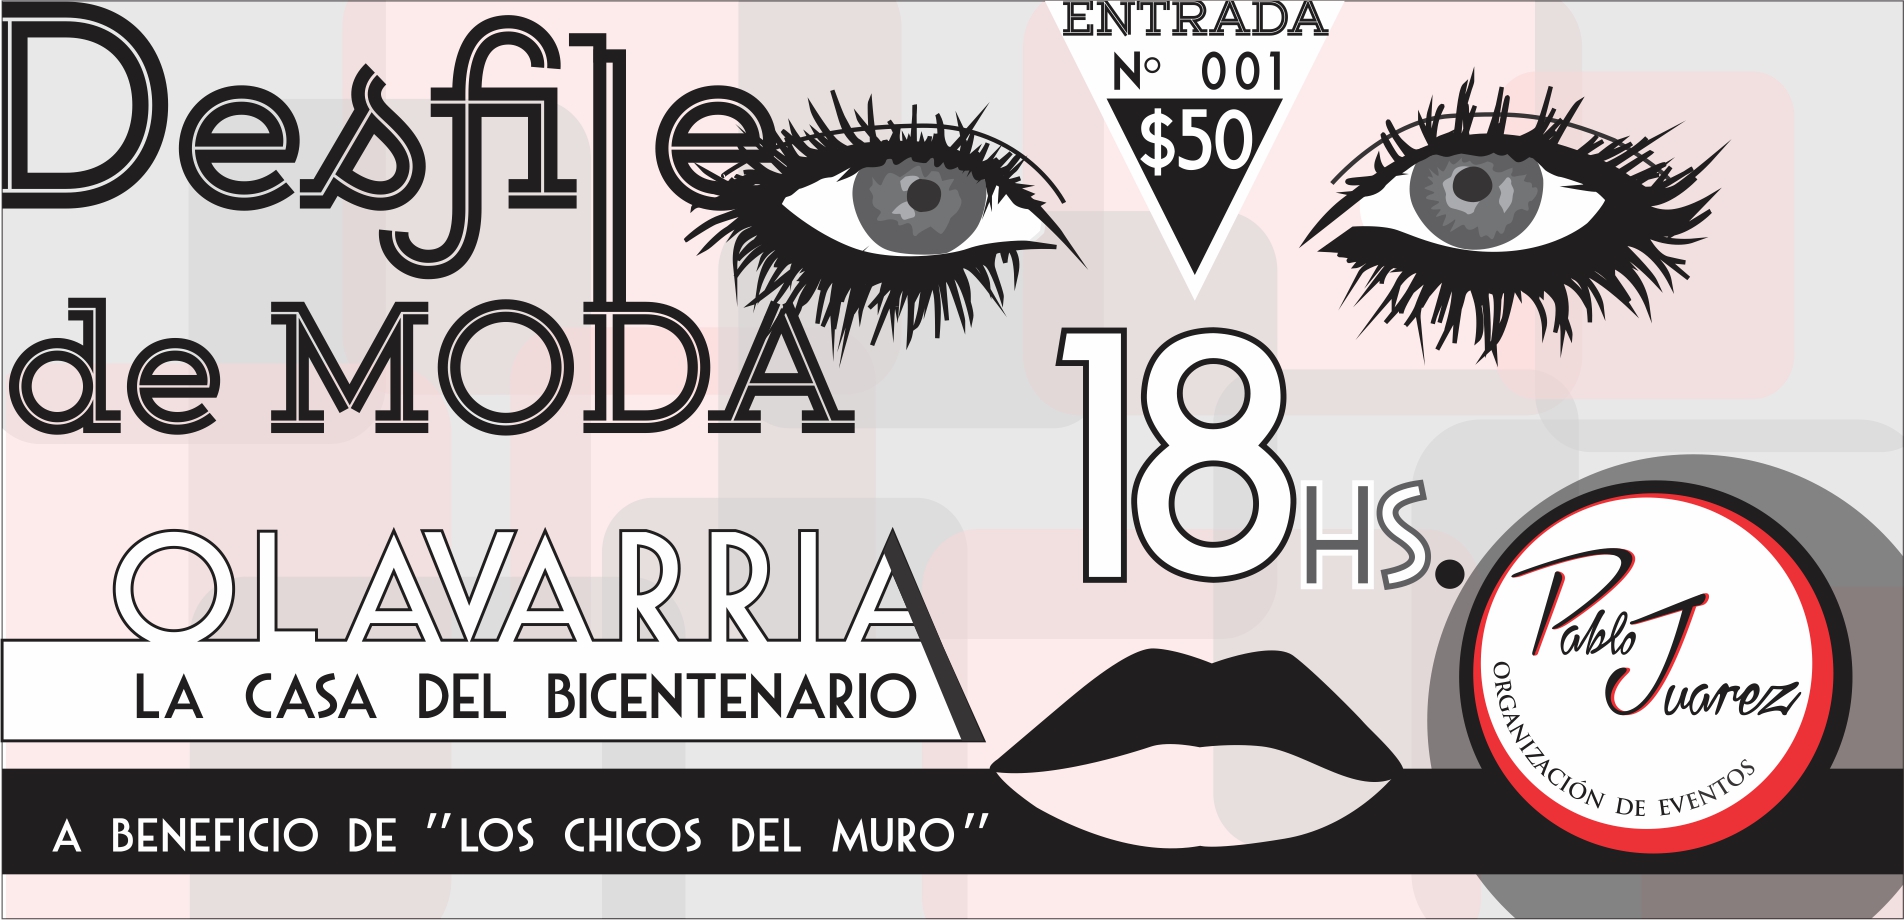 Desfile
de MODA
ENTRADA
Nº 001
$50
18HS.
OLAVARRIA
LA CASA DEL BICENTENARIO
A BENEFICIO DE "LOS CHICOS DEL MURO"
Pablo
Juarez
ORGANIZACIÓN DE EVENTOS